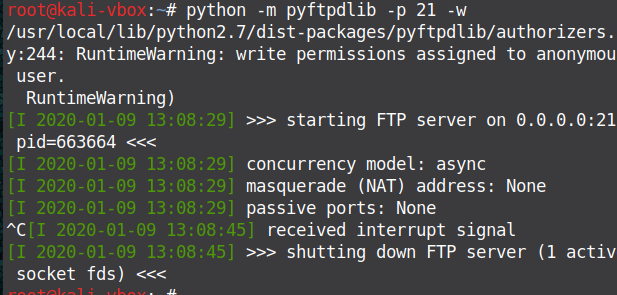 root@kali-vbox:~# python -m pyftpdlib -p 21 -w
/usr/local/lib/python2.7/dist-packages/pyftpdlib/authorizers.
y:244: RuntimeWarning: write permissions assigned to anonymou
user.
RuntimeWarning)
[I 2020-01-09 13:08:29] >>> starting FTP server on 0.0.0.0:21
pid=663664 <<<
[I 2020-01-09 13:08:29] concurrency model: async
[I 2020-01-09 13:08:29] masquerade (NAT) address: None
[I 2020-01-09 13:08:29] passive ports: None
^C[I 2020-01-09 13:08:45] received interrupt signal
[I 2020-01-09 13:08:45] >>> shutting down FTP server (1 activ
socket fds) <<<
root@kali-vbox:~#